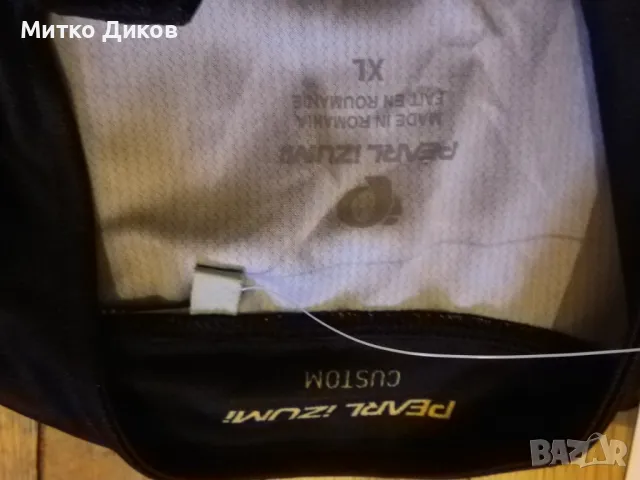 Митко Диков
PEARL iZUMi
MADE IN ROMANIA
FAIT EN ROUMANIE
XL
PEARL iZUMi
CUSTOM
BAZAR